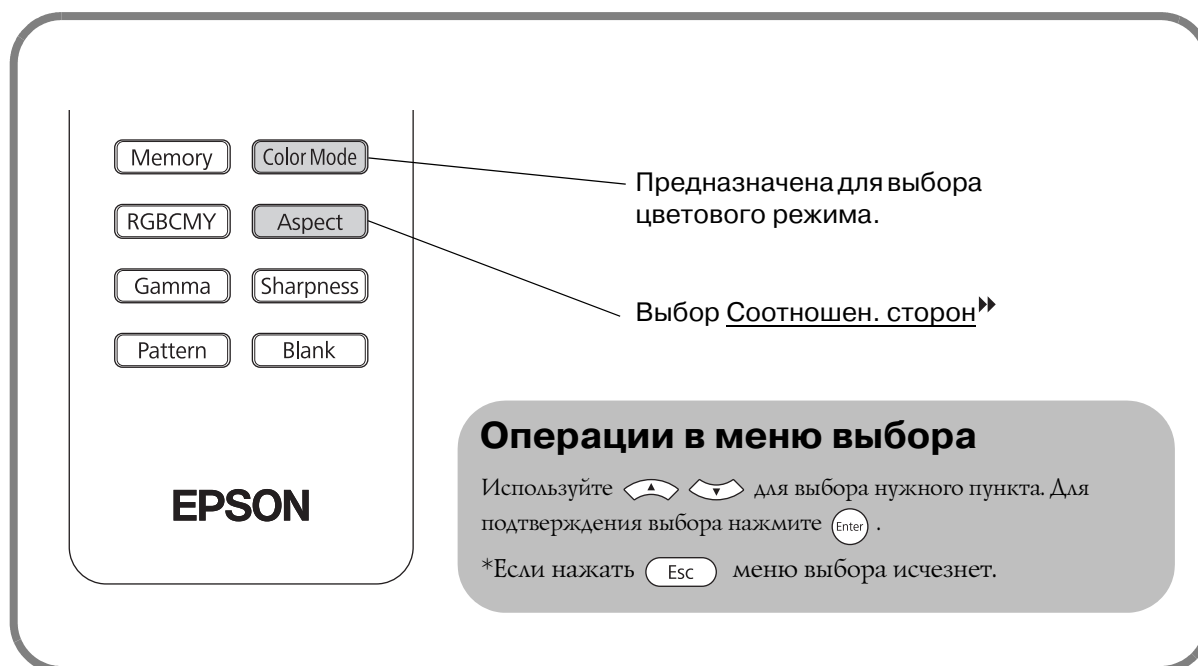 Memory Color Mode
RGBCMY Aspect
Gamma Sharpness
Pattern Blank
EPSON
Предназначена для выбора
цветового режима.
Выбор Соотношен. сторон
Операции в меню выбора
Используйте для выбора нужного пункта. Для
подтверждения выбора нажмите Enter .
*Если нажать Esc меню выбора исчезнет.